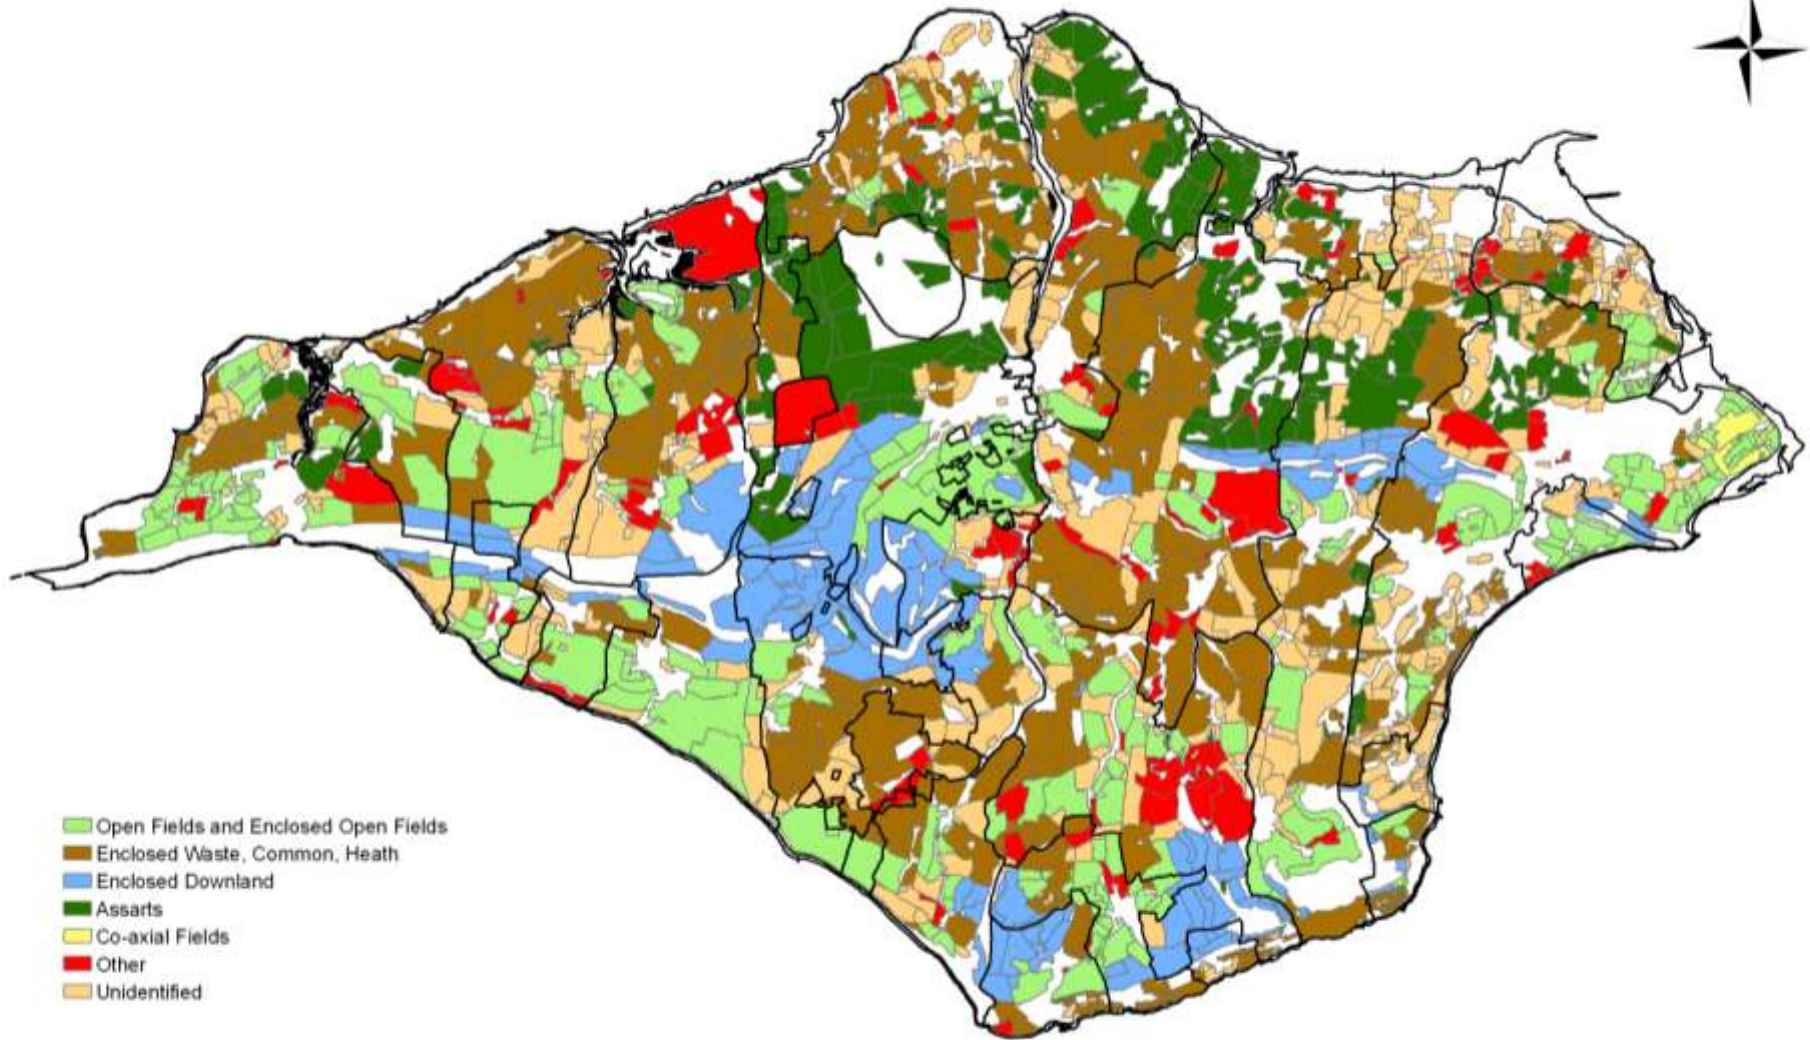 Open Fields and Enclosed Open Fields
Enclosed Waste, Common, Heath
Enclosed Downland
Assarts
Co-axial Fields
Other
Unidentified